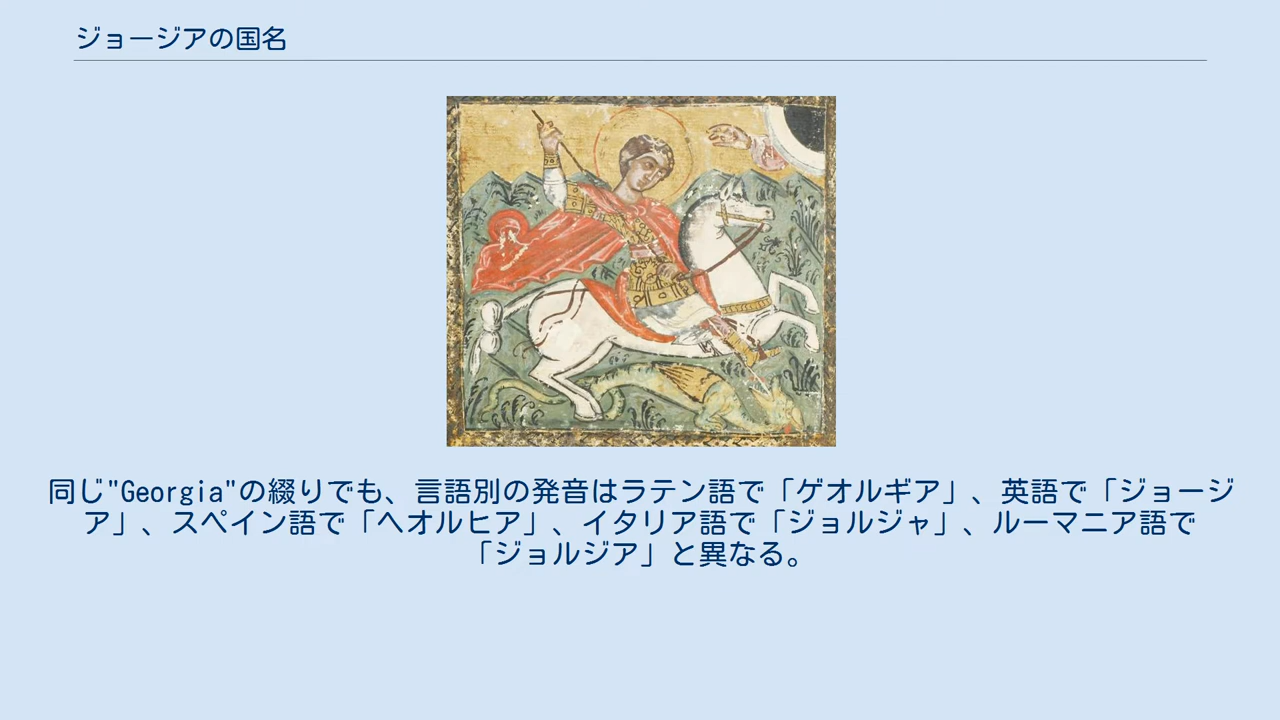 ジョージアの国名
同じ"Georgia"の綴りでも、言語別の発音はラテン語で「ゲオルギア」、英語で「ジョージ
ア」、スペイン語で「ヘオルヒア」、イタリア語で「ジョルジャ」、ルーマニア語で
「ジョルジア」と異なる。